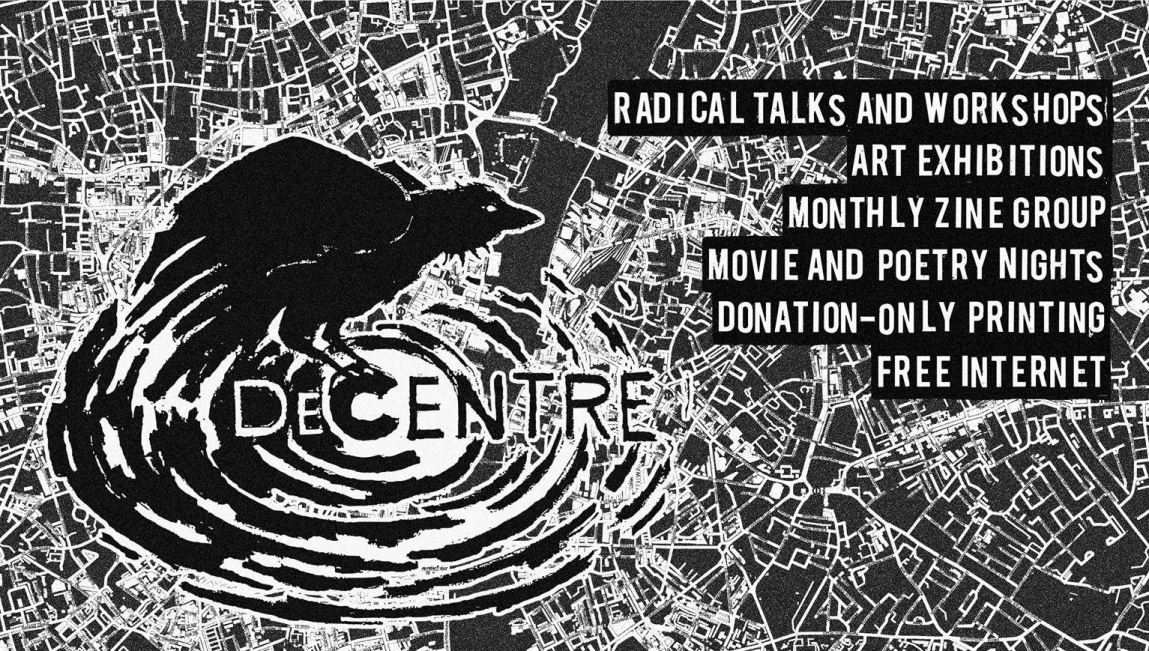 RADICAL TALKS AND WORKSHOPS
ART EXHIBITIONS
MONTHLY ZINE GROUP
MOVIE AND POETRY NIGHTS
DONATION-ONLY PRINTING
FREE INTERNET
DeCENTRE